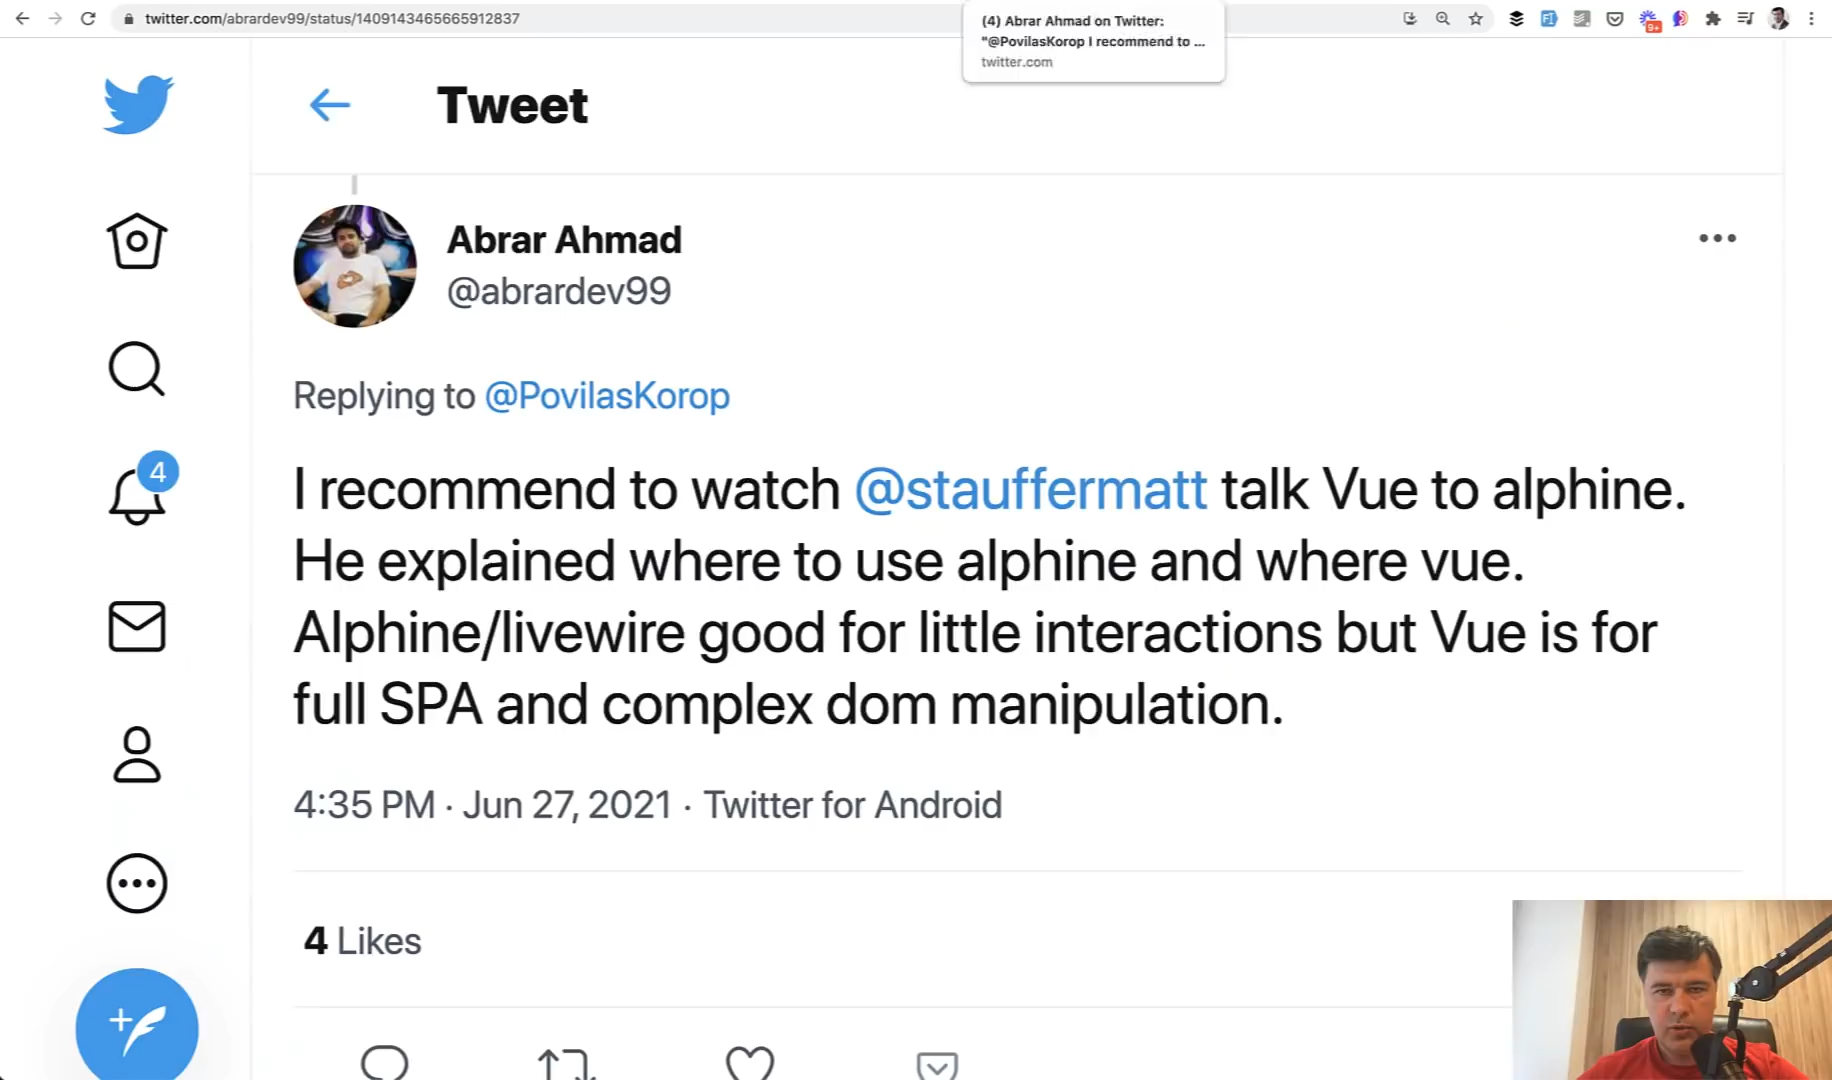 twitter.com/abrardev99/status/1409143465665912837
(4) Abrar Ahmad on Twitter:
"@PovilasKorop I recommend to ...
twitter.com
9+
Tweet
Abrar Ahmad
@abrardev99
Replying to @PovilasKorop
4
I recommend to watch @stauffermatt talk Vue to alphine.
He explained where to use alphine and where vue.
Alphine/livewire good for little interactions but Vue is for
full SPA and complex dom manipulation.
4:35 PM · Jun 27, 2021 · Twitter for Android
4 Likes